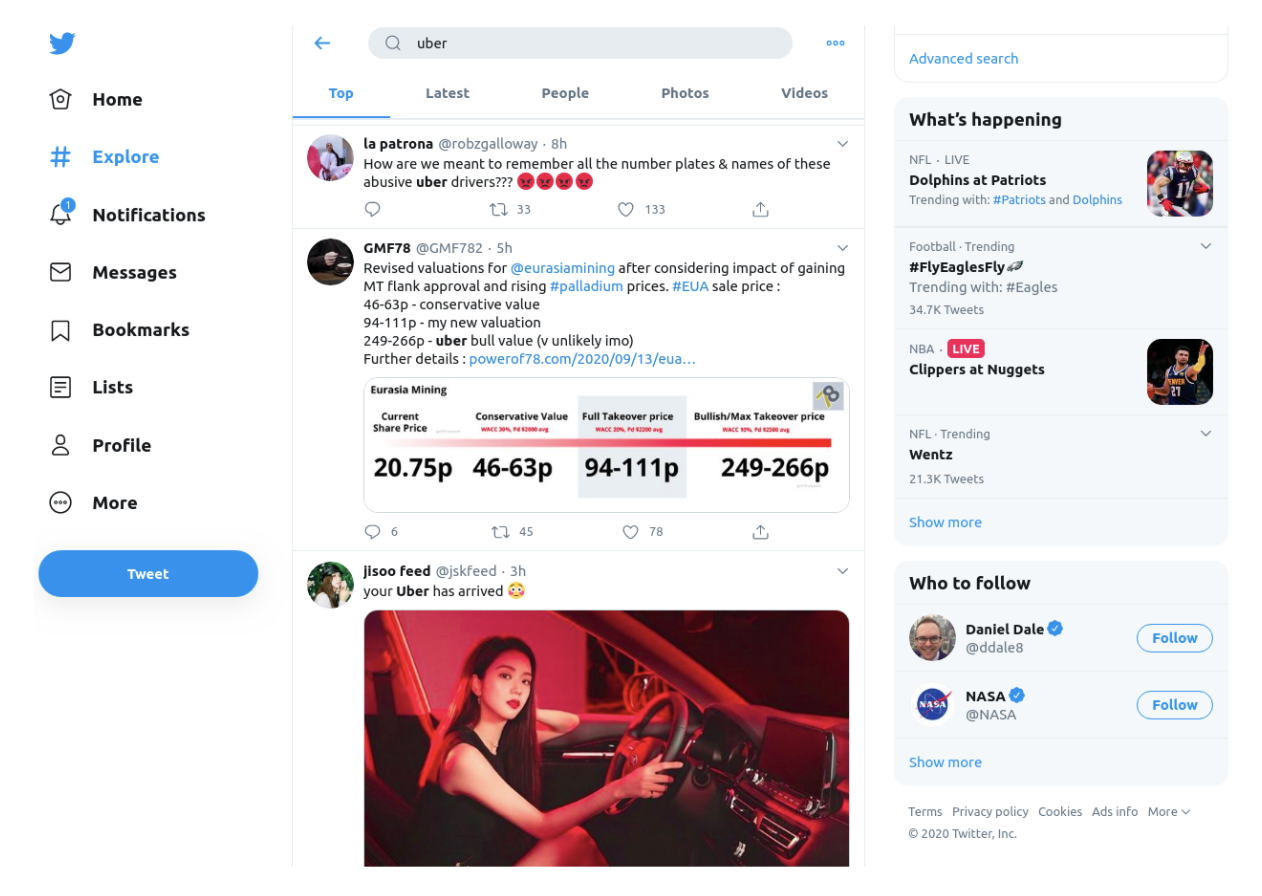 Home
Explore
1
Notifications
Messages
Bookmarks
Lists
Profile
More
Tweet
uber
Top Latest People Photos Videos
la patrona @robzgalloway · 8h
How are we meant to remember all the number plates & names of these
abusive uber drivers??? 😡😡😡😡
33 133
GMF78 @GMF782 · 5h
Revised valuations for @eurasiamining after considering impact of gaining
MT flank approval and rising #palladium prices. #EUA sale price :
46-63p - conservative value
94-111p - my new valuation
249-266p - uber bull value (v unlikely imo)
Further details : powerof78.com/2020/09/13/eua…
Eurasia Mining
Current
Share Price
Conservative Value
WACC 30%, Pd $2000 avg
Full Takeover price
WACC 20%, Pd $2200 avg
Bullish/Max Takeover price
WACC 10%, Pd $2500 avg
20.75p 46-63p 94-111p 249-266p
6 45 78
jisoo feed @jskfeed · 3h
your Uber has arrived 😳
Advanced search
What's happening
NFL · LIVE
Dolphins at Patriots
Trending with: #Patriots and Dolphins
Football · Trending
#FlyEaglesFly
Trending with: #Eagles
34.7K Tweets
NBA · LIVE
Clippers at Nuggets
NFL · Trending
Wentz
21.3K Tweets
Show more
Who to follow
Daniel Dale
@ddale8
Follow
NASA
@NASA
Follow
Show more
Terms Privacy policy Cookies Ads info More
© 2020 Twitter, Inc.